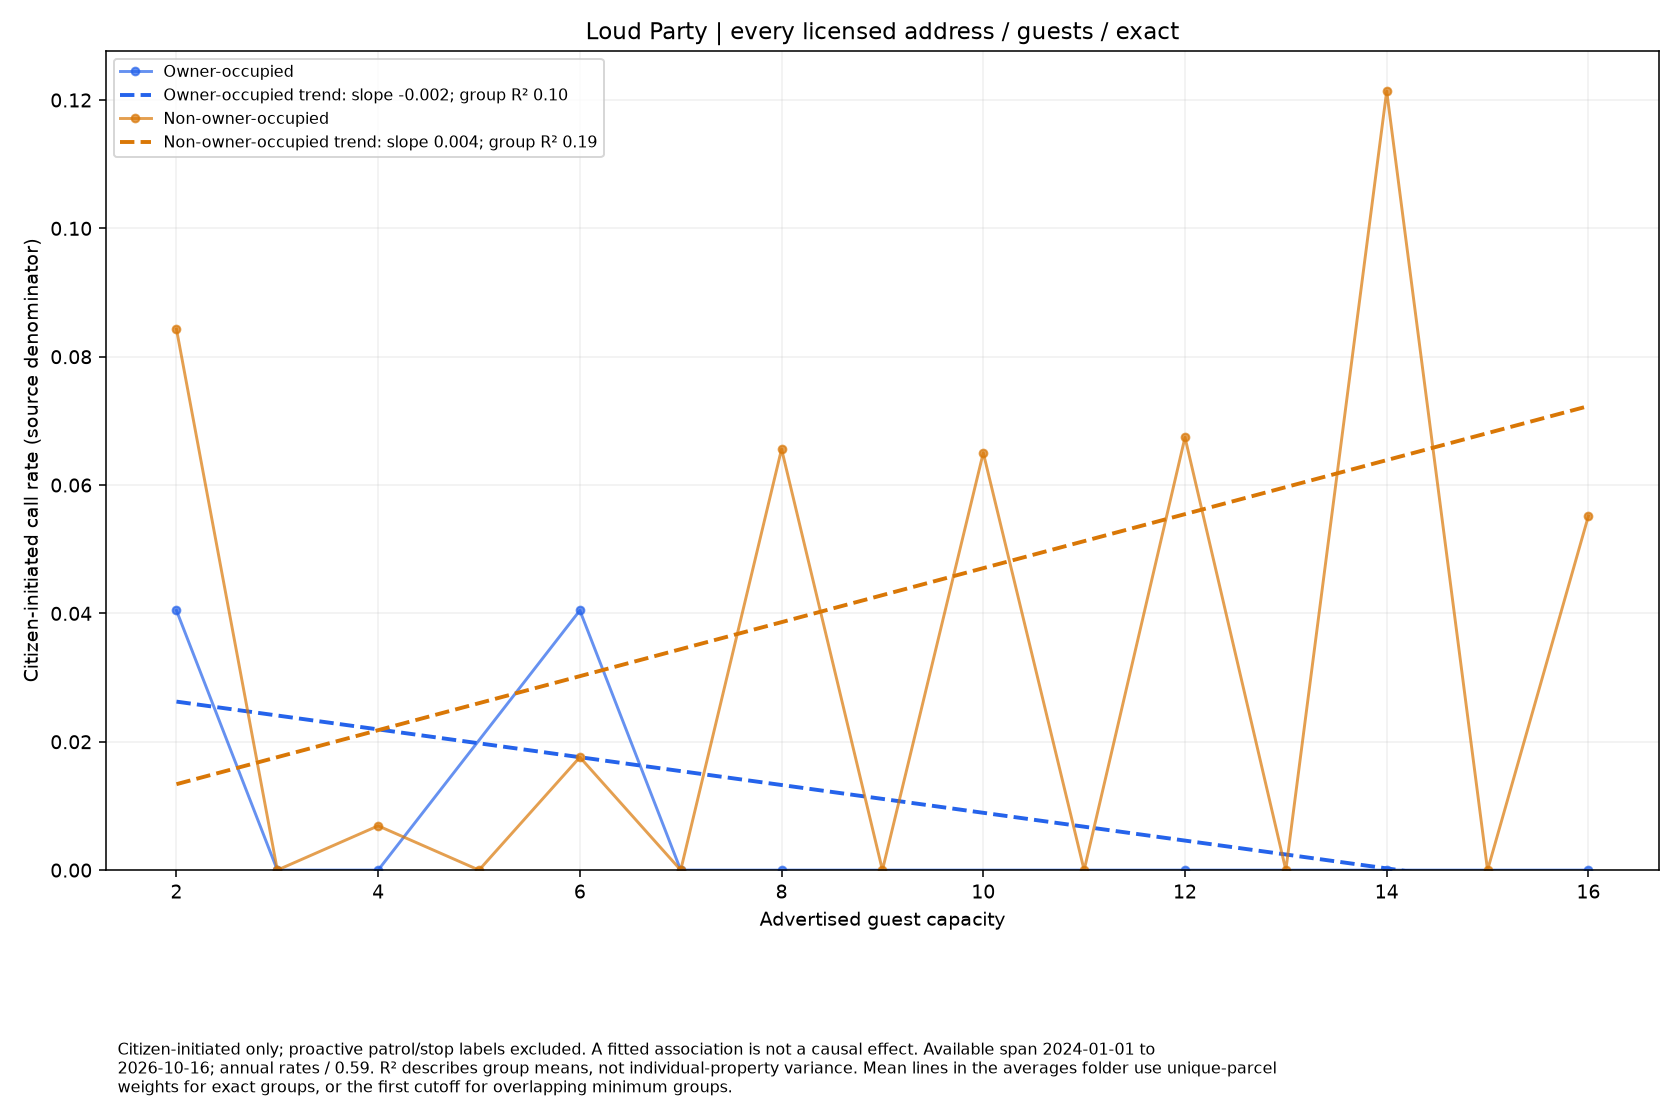 Loud Party | every licensed address / guests / exact
Owner-occupied
Owner-occupied trend: slope -0.002; group R² 0.10
Non-owner-occupied
Non-owner-occupied trend: slope 0.004; group R² 0.19
Citizen-initiated call rate (source denominator)
0.12
0.10
0.08
0.06
0.04
0.02
0.00
2 4 6 8 10 12 14 16
Advertised guest capacity
Citizen-initiated only; proactive patrol/stop labels excluded. A fitted association is not a causal effect. Available span 2024-01-01 to
2026-10-16; annual rates / 0.59. R² describes group means, not individual-property variance. Mean lines in the averages folder use unique-parcel
weights for exact groups, or the first cutoff for overlapping minimum groups.